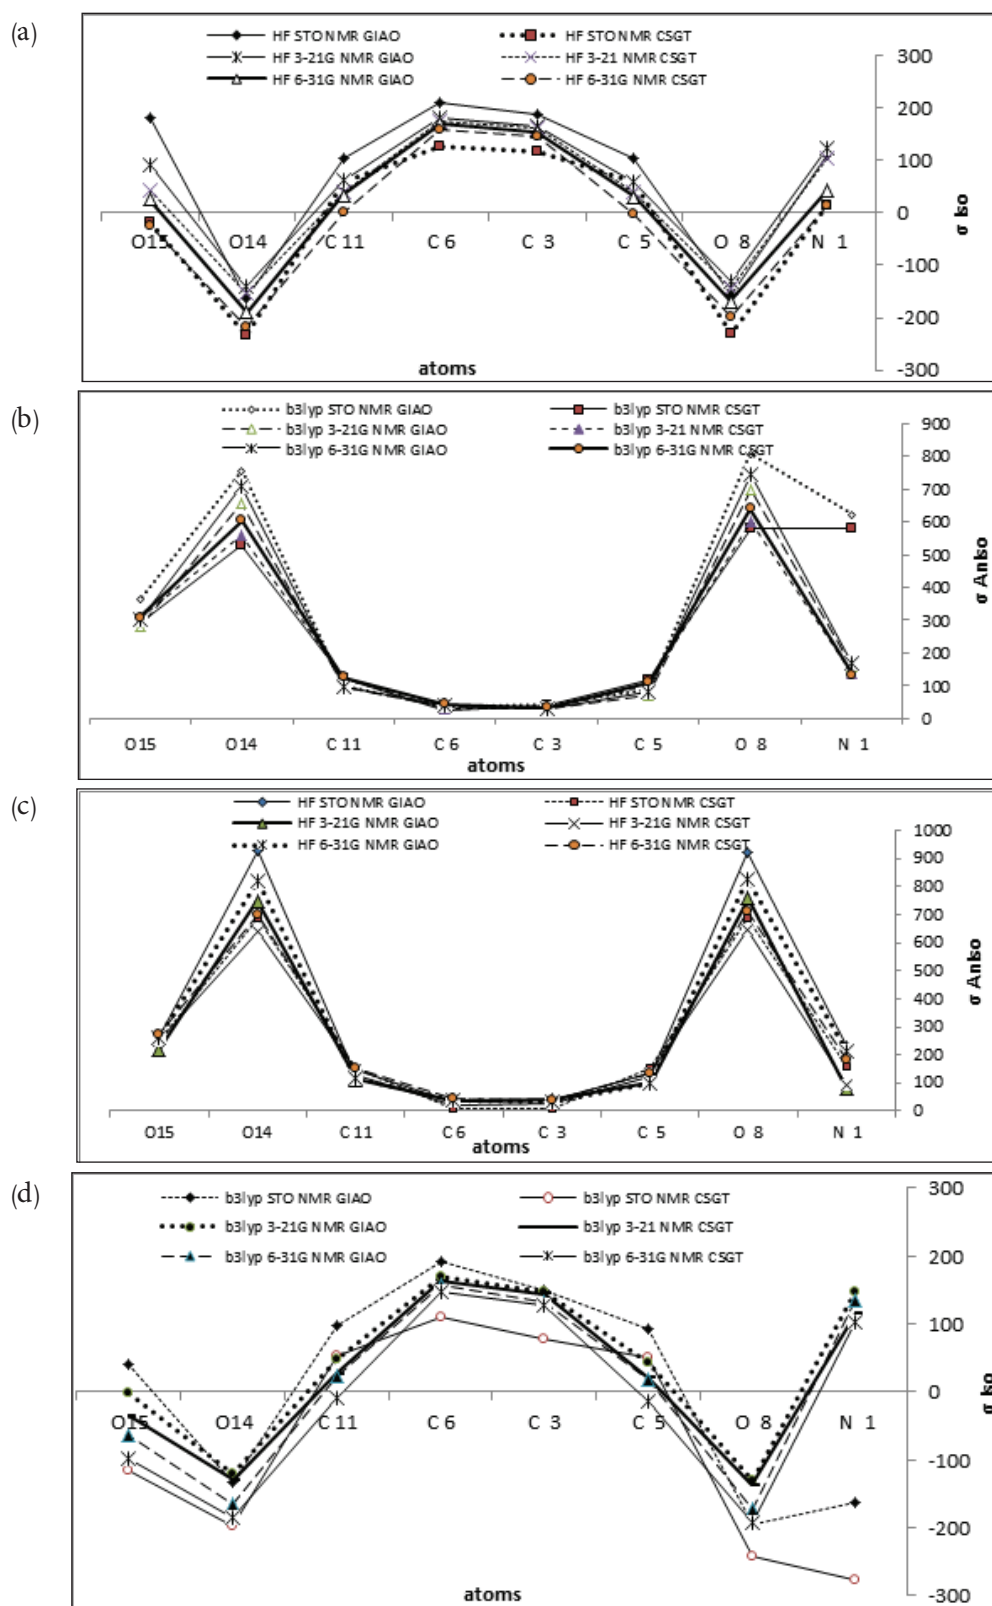 (a)
HF STO NMR GIAO HF STO NMR CSGT
HF 3-21G NMR GIAO HF 3-21 NMR CSGT
HF 6-31G NMR GIAO HF 6-31G NMR CSGT
300
200
100
0
-100
-200
-300
σ Iso
O15 O14 C 11 C 6 C 3 C 5 O 8 N 1
atoms
(b)
b3lyp STO NMR GIAO b3lyp STO NMR CSGT
b3lyp 3-21G NMR GIAO b3lyp 3-21 NMR CSGT
b3lyp 6-31G NMR GIAO b3lyp 6-31G NMR CSGT
900
800
700
600
500
400
300
200
100
0
σ Aniso
O15 O14 C 11 C 6 C 3 C 5 O 8 N 1
atoms
(c)
HF STO NMR GIAO HF STO NMR CSGT
HF 3-21G NMR GIAO HF 3-21G NMR CSGT
HF 6-31G NMR GIAO HF 6-31G NMR CSGT
1000
900
800
700
600
500
400
300
200
100
0
σ Aniso
O15 O14 C 11 C 6 C 3 C 5 O 8 N 1
atoms
(d)
b3lyp STO NMR GIAO b3lyp STO NMR CSGT
b3lyp 3-21G NMR GIAO b3lyp 3-21 NMR CSGT
b3lyp 6-31G NMR GIAO b3lyp 6-31G NMR CSGT
300
200
100
0
-100
-200
-300
σ Iso
O15 O14 C 11 C 6 C 3 C 5 O 8 N 1
atoms